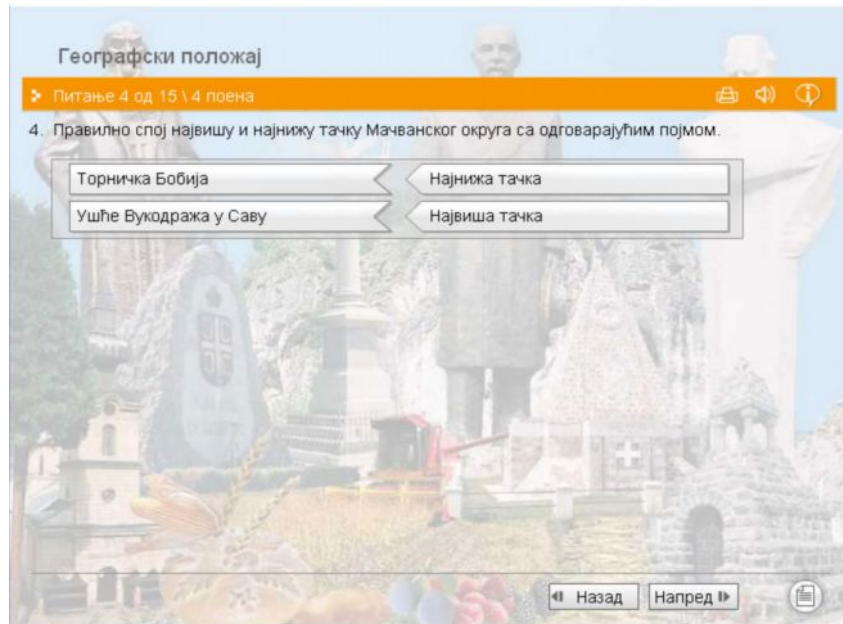 Географски положај
Питање 4 од 15 \ 4 поена
4. Правилно спој највишу и најнижу тачку Мачванског округа са одговарајућим појмом.
Торничка Бобија
Најнижа тачка
Ушће Вукодража у Саву
Највиша тачка
Назад
Напред